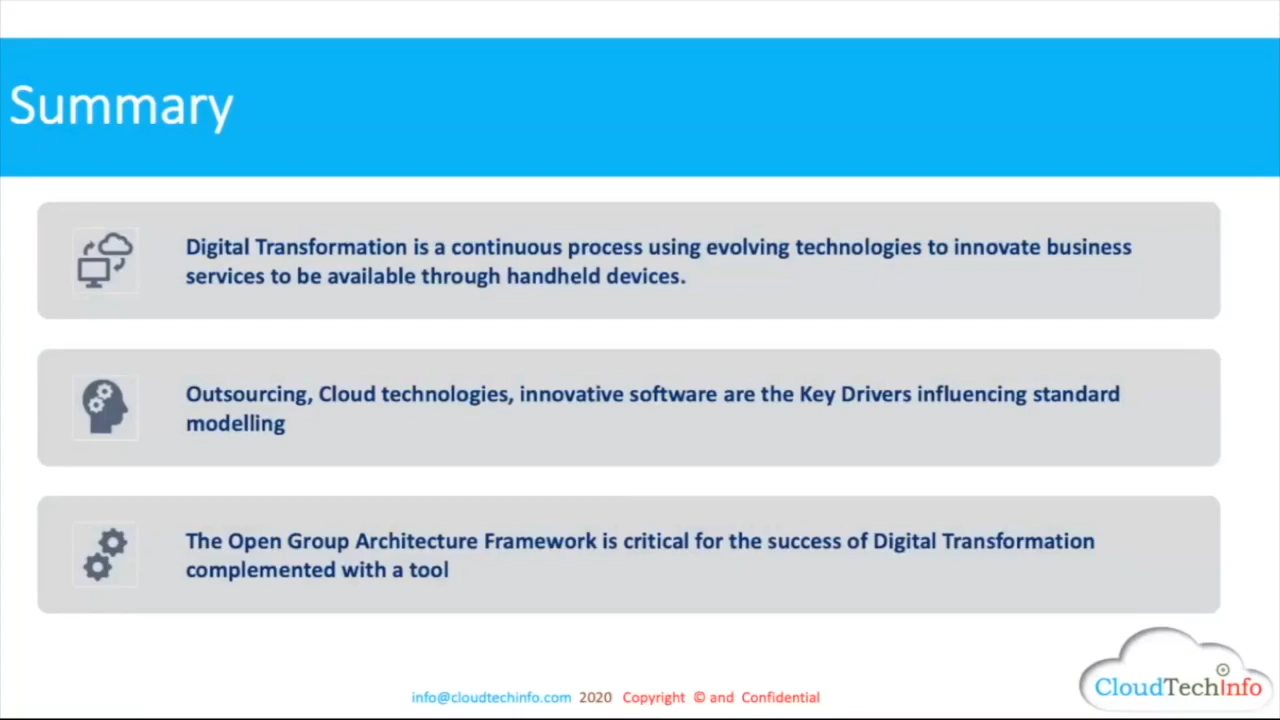 Summary
Digital Transformation is a continuous process using evolving technologies to innovate business
services to be available through handheld devices.
Outsourcing, Cloud technologies, innovative software are the Key Drivers influencing standard
modelling
The Open Group Architecture Framework is critical for the success of Digital Transformation
complemented with a tool
info@cloudtechinfo.com 2020 Copyright © and Confidential
CloudTechInfo